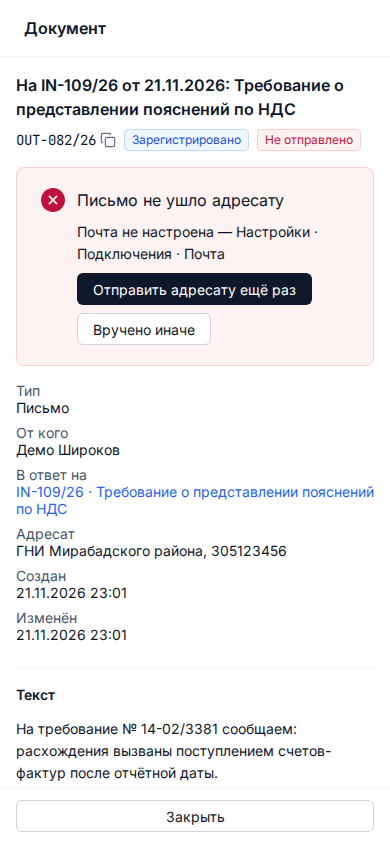 Документ
На IN-109/26 от 21.11.2026: Требование о
представлении пояснений по НДС
OUT-082/26 Зарегистрировано Не отправлено
Письмо не ушло адресату
Почта не настроена — Настройки ·
Подключения · Почта
Отправить адресату ещё раз
Вручено иначе
Тип
Письмо
От кого
Демо Широков
В ответ на
IN-109/26 · Требование о представлении пояснений
по НДС
Адресат
ГНИ Мирабадского района, 305123456
Создан
21.11.2026 23:01
Изменён
21.11.2026 23:01
Текст
На требование № 14-02/3381 сообщаем:
расхождения вызваны поступлением счетов-
фактур после отчётной даты.
Закрыть